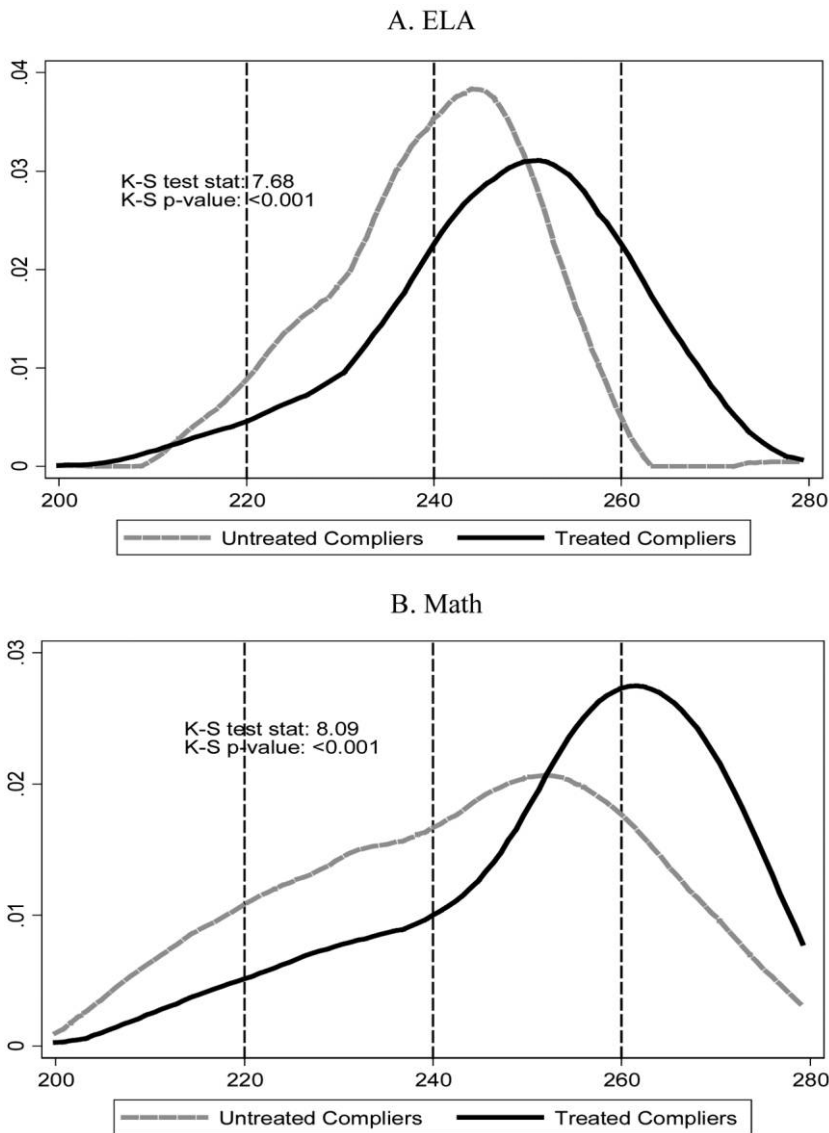 A. ELA
.04
.03
.02
.01
0
K-S test stat: 7.68
K-S p-value: <0.001
200 220 240 260 280
Untreated Compliers Treated Compliers
B. Math
.03
.02
.01
0
K-S test stat: 8.09
K-S p-value: <0.001
200 220 240 260 280
Untreated Compliers Treated Compliers